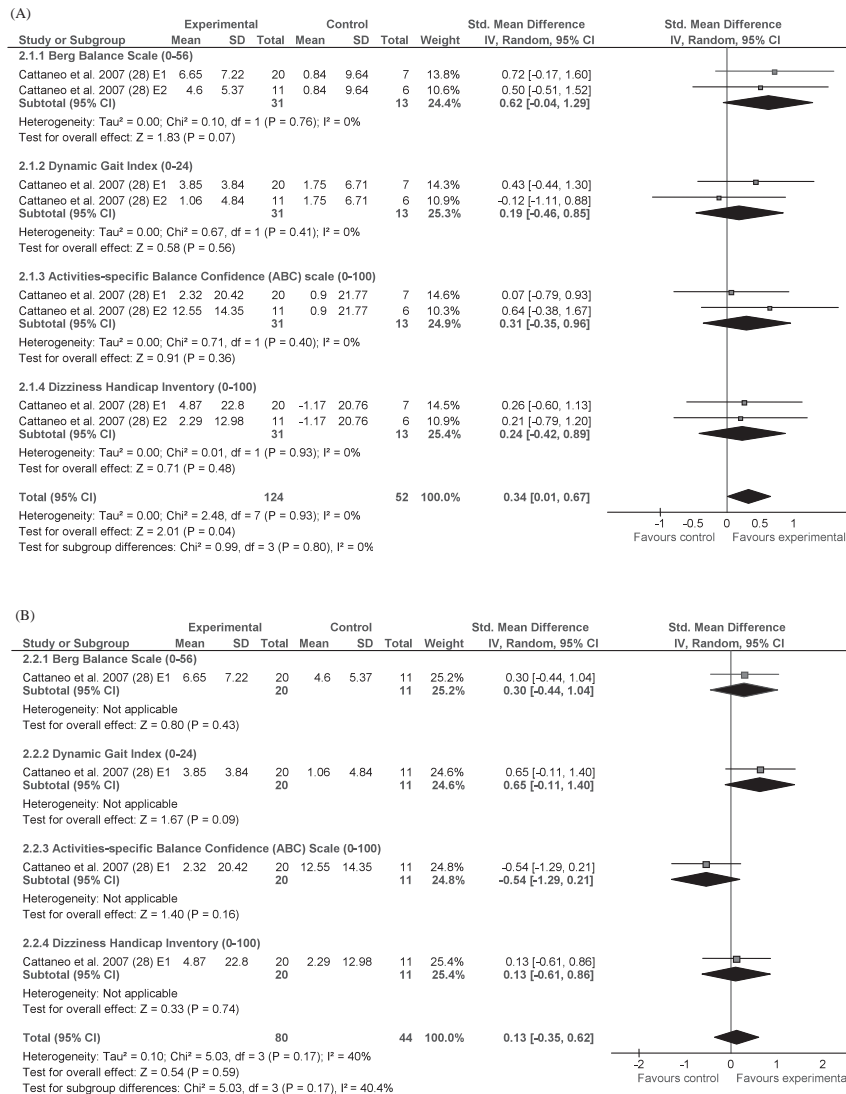 (A)
Experimental Control Std. Mean Difference Std. Mean Difference
Study or Subgroup Mean SD Total Mean SD Total Weight IV, Random, 95% CI IV, Random, 95% CI
2.1.1 Berg Balance Scale (0-56)
Cattaneo et al. 2007 (28) E1 6.65 7.22 20 0.84 9.64 7 13.8% 0.72 [-0.17, 1.60]
Cattaneo et al. 2007 (28) E2 4.6 5.37 11 0.84 9.64 6 10.6% 0.50 [-0.51, 1.52]
Subtotal (95% CI) 31 13 24.4% 0.62 [-0.04, 1.29]
Heterogeneity: Tau² = 0.00; Chi² = 0.10, df = 1 (P = 0.76); I² = 0%
Test for overall effect: Z = 1.83 (P = 0.07)
2.1.2 Dynamic Gait Index (0-24)
Cattaneo et al. 2007 (28) E1 3.85 3.84 20 1.75 6.71 7 14.3% 0.43 [-0.44, 1.30]
Cattaneo et al. 2007 (28) E2 1.06 4.84 11 1.75 6.71 6 10.9% -0.12 [-1.11, 0.88]
Subtotal (95% CI) 31 13 25.3% 0.19 [-0.46, 0.85]
Heterogeneity: Tau² = 0.00; Chi² = 0.67, df = 1 (P = 0.41); I² = 0%
Test for overall effect: Z = 0.58 (P = 0.56)
2.1.3 Activities-specific Balance Confidence (ABC) scale (0-100)
Cattaneo et al. 2007 (28) E1 2.32 20.42 20 0.9 21.77 7 14.6% 0.07 [-0.79, 0.93]
Cattaneo et al. 2007 (28) E2 12.55 14.35 11 0.9 21.77 6 10.3% 0.64 [-0.38, 1.67]
Subtotal (95% CI) 31 13 24.9% 0.31 [-0.35, 0.96]
Heterogeneity: Tau² = 0.00; Chi² = 0.71, df = 1 (P = 0.40); I² = 0%
Test for overall effect: Z = 0.91 (P = 0.36)
2.1.4 Dizziness Handicap Inventory (0-100)
Cattaneo et al. 2007 (28) E1 4.87 22.8 20 -1.17 20.76 7 14.5% 0.26 [-0.60, 1.13]
Cattaneo et al. 2007 (28) E2 2.29 12.98 11 -1.17 20.76 6 10.9% 0.21 [-0.79, 1.20]
Subtotal (95% CI) 31 13 25.4% 0.24 [-0.42, 0.89]
Heterogeneity: Tau² = 0.00; Chi² = 0.01, df = 1 (P = 0.93); I² = 0%
Test for overall effect: Z = 0.71 (P = 0.48)
Total (95% CI) 124 52 100.0% 0.34 [0.01, 0.67]
Heterogeneity: Tau² = 0.00; Chi² = 2.48, df = 7 (P = 0.93); I² = 0%
Test for overall effect: Z = 2.01 (P = 0.04)
Test for subgroup differences: Chi² = 0.99, df = 3 (P = 0.80), I² = 0%
-1 0 0.5 1
Favours control Favours experimental
(B)
Experimental Control Std. Mean Difference Std. Mean Difference
Study or Subgroup Mean SD Total Mean SD Total Weight IV, Random, 95% CI IV, Random, 95% CI
2.2.1 Berg Balance Scale (0-56)
Cattaneo et al. 2007 (28) E1 6.65 7.22 20 4.6 5.37 11 25.2% 0.30 [-0.44, 1.04]
Subtotal (95% CI) 20 11 25.2% 0.30 [-0.44, 1.04]
Heterogeneity: Not applicable
Test for overall effect: Z = 0.80 (P = 0.43)
2.2.2 Dynamic Gait Index (0-24)
Cattaneo et al. 2007 (28) E1 3.85 3.84 20 1.06 4.84 11 24.6% 0.65 [-0.11, 1.40]
Subtotal (95% CI) 20 11 24.6% 0.65 [-0.11, 1.40]
Heterogeneity: Not applicable
Test for overall effect: Z = 1.67 (P = 0.09)
2.2.3 Activities-specific Balance Confidence (ABC) Scale (0-100)
Cattaneo et al. 2007 (28) E1 2.32 20.42 20 12.55 14.35 11 24.8% -0.54 [-1.29, 0.21]
Subtotal (95% CI) 20 11 24.8% -0.54 [-1.29, 0.21]
Heterogeneity: Not applicable
Test for overall effect: Z = 1.40 (P = 0.16)
2.2.4 Dizziness Handicap Inventory (0-100)
Cattaneo et al. 2007 (28) E1 4.87 22.8 20 2.29 12.98 11 25.4% 0.13 [-0.61, 0.86]
Subtotal (95% CI) 20 11 25.4% 0.13 [-0.61, 0.86]
Heterogeneity: Not applicable
Test for overall effect: Z = 0.33 (P = 0.74)
Total (95% CI) 80 44 100.0% 0.13 [-0.35, 0.62]
Heterogeneity: Tau² = 0.10; Chi² = 5.03, df = 3 (P = 0.17); I² = 40%
Test for overall effect: Z = 0.54 (P = 0.59)
Test for subgroup differences: Chi² = 5.03, df = 3 (P = 0.17), I² = 40.4%
-2 -1 0 1 2
Favours control Favours experimenta